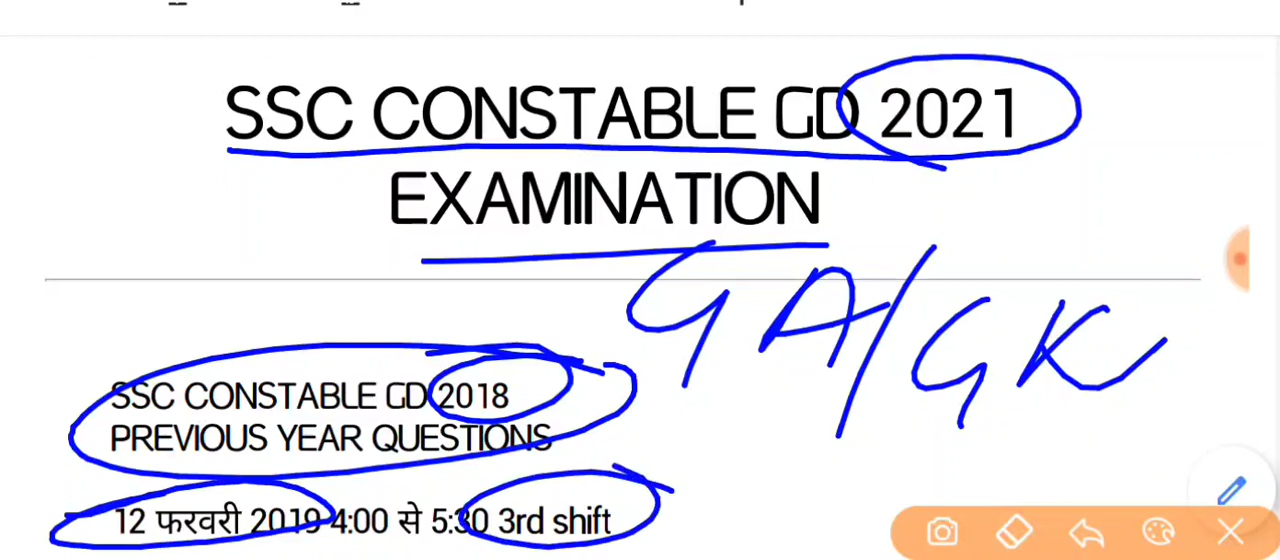 SSC CONSTABLE GD 2021
EXAMINATION
GA/GK
SSC CONSTABLE GD 2018
PREVIOUS YEAR QUESTIONS
12 फरवरी 2019 4:00 से 5:30 3rd shift